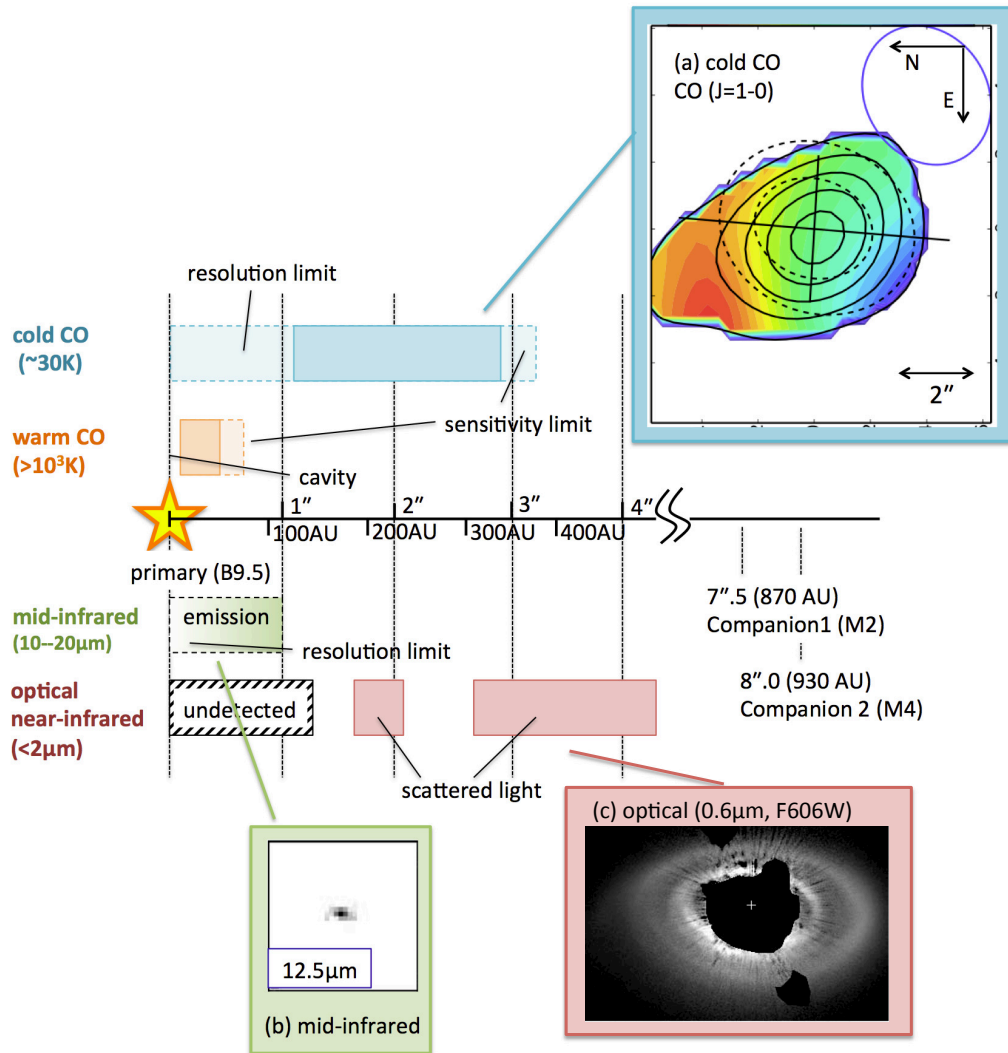 (a) cold CO
CO (J=1-0)
N
E
2″
resolution limit
cold CO
(~30K)
sensitivity limit
warm CO
(>10³K)
cavity
1″
2″
3″
4″
100AU
200AU
300AU
400AU
primary (B9.5)
mid-infrared
(10--20μm)
emission
resolution limit
7″.5 (870 AU)
Companion1 (M2)
8″.0 (930 AU)
Companion 2 (M4)
optical
near-infrared
(<2μm)
undetected
scattered light
(c) optical (0.6μm, F606W)
12.5μm
(b) mid-infrared